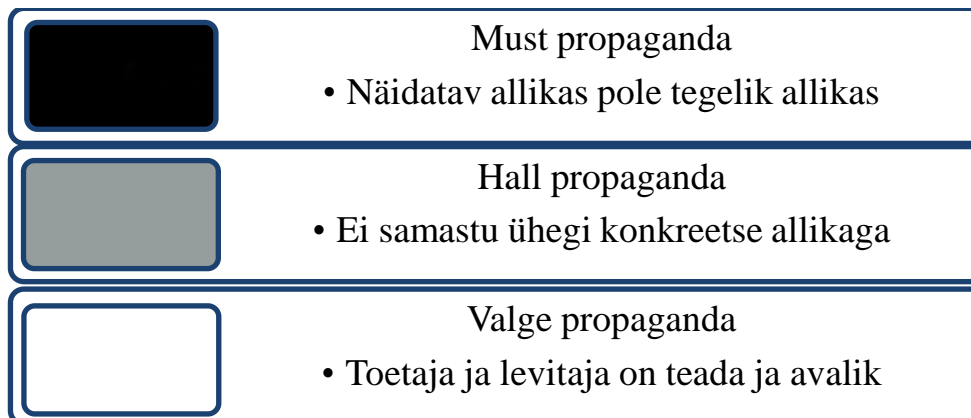 Must propaganda
• Näidatav allikas pole tegelik allikas
Hall propaganda
• Ei samastu ühegi konkreetse allikaga
Valge propaganda
• Toetaja ja levitaja on teada ja avalik